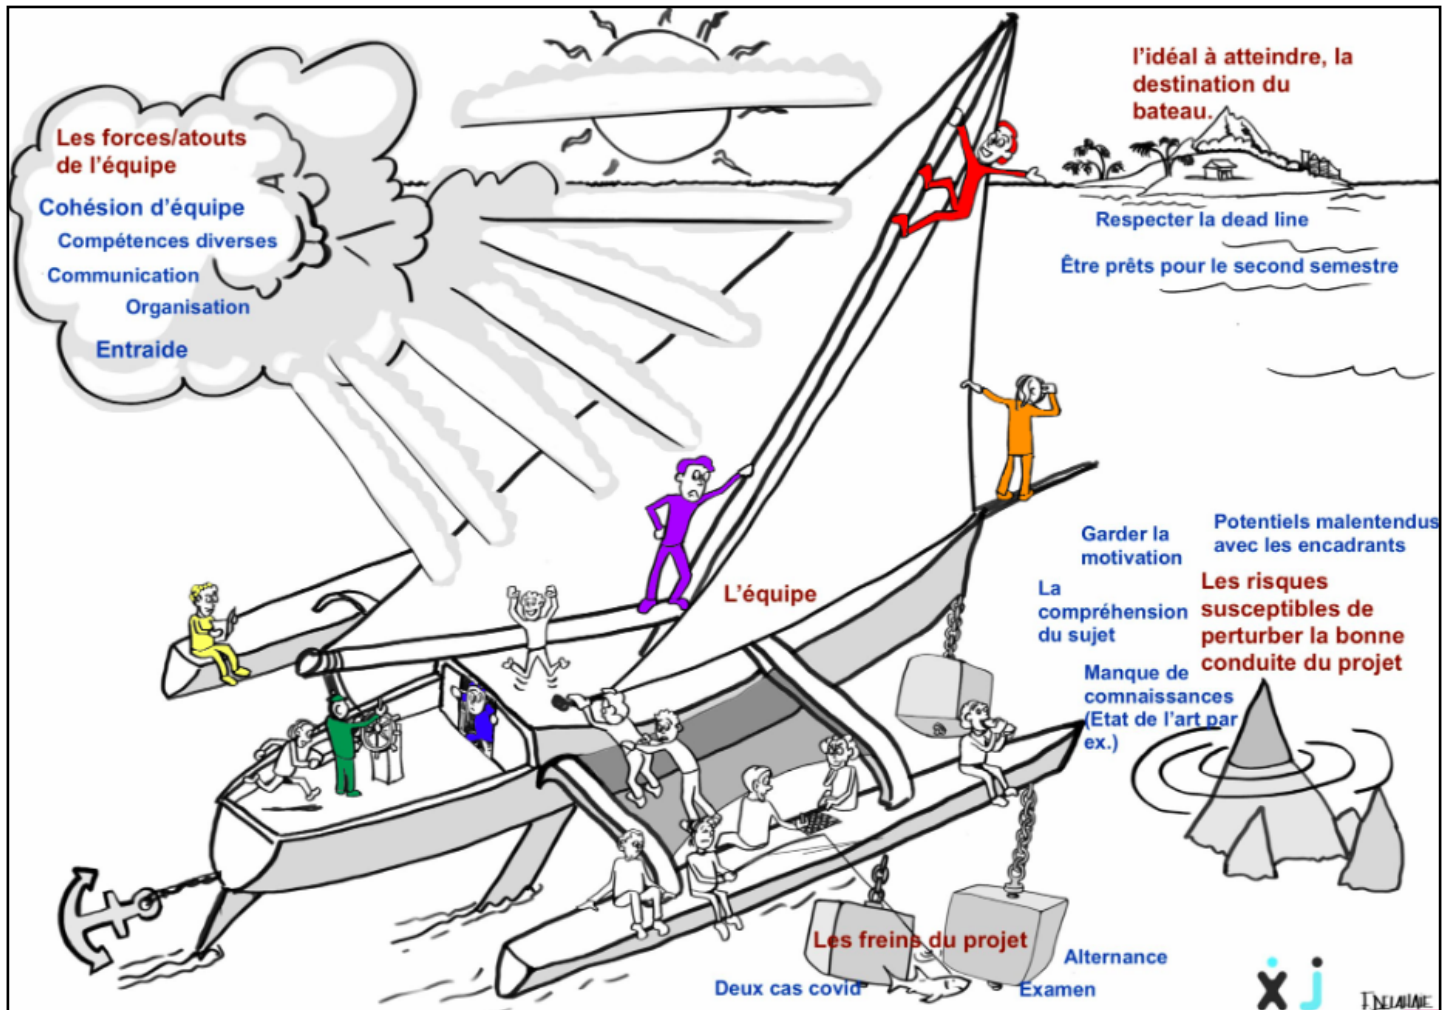 Les forces/atouts
de l'équipe
Cohésion d'équipe
Compétences diverses
Communication
Organisation
Entraide
l'idéal à atteindre, la
destination du
bateau.
Respecter la dead line
Être prêts pour le second semestre
L'équipe
Garder la
motivation
Potentiels malentendus
avec les encadrants
La
compréhension
du sujet
Les risques
susceptibles de
perturber la bonne
conduite du projet
Manque de
connaissances
(Etat de l'art par
ex.)
Les freins du projet
Alternance
Deux cas covid
Examen
F. DELAHAIE